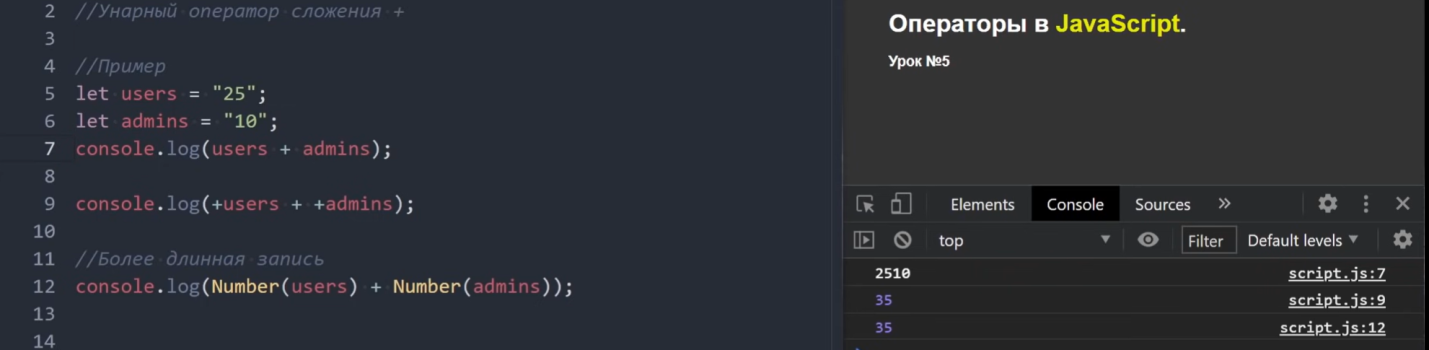 2 //Унарный оператор сложения +
3
4 //Пример
5 let users = "25";
6 let admins = "10";
7 console.log(users + admins);
8
9 console.log(+users + +admins);
10
11 //Более длинная запись
12 console.log(Number(users) + Number(admins));
13
14
Операторы в JavaScript.
Урок №5
Elements Console Sources »
top Filter Default levels
2510 script.js:7
35 script.js:9
35 script.js:12